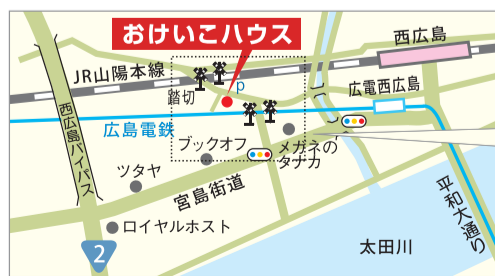 おけいこハウス
西広島
JR山陽本線
P
踏切
広電西広島
広島電鉄
西広島バイパス
ブックオフ
メガネの
タナカ
ツタヤ
宮島街道
平和大通り
ロイヤルホスト
太田川
2